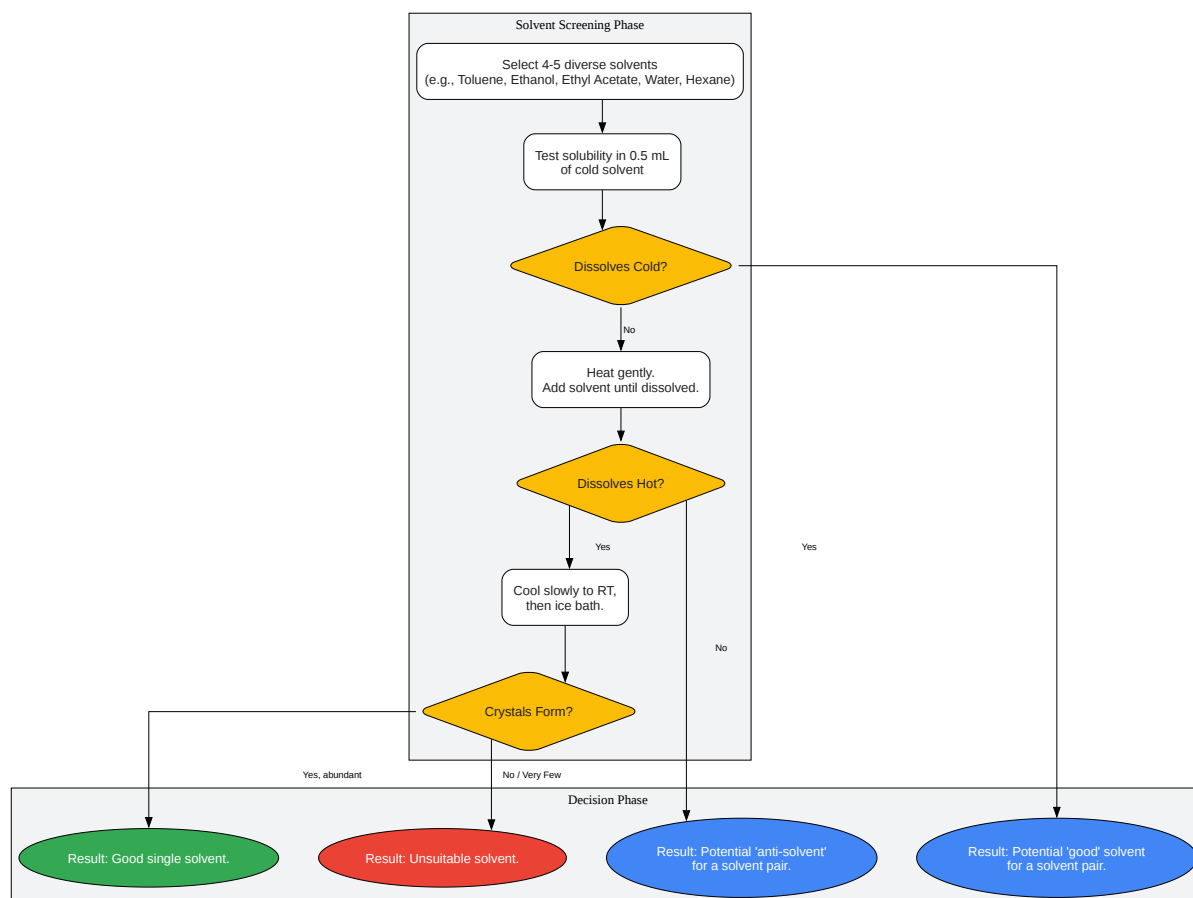 Solvent Screening Phase
Select 4-5 diverse solvents
(e.g., Toluene, Ethanol, Ethyl Acetate, Water, Hexane)
Test solubility in 0.5 mL
of cold solvent
Dissolves Cold?
No
Heat gently.
Add solvent until dissolved.
Dissolves Hot?
Yes
Yes
Cool slowly to RT,
then ice bath.
No
Crystals Form?
Yes, abundant
No / Very Few
Decision Phase
Result: Good single solvent.
Result: Unsuitable solvent.
Result: Potential 'anti-solvent'
for a solvent pair.
Result: Potential 'good' solvent
for a solvent pair.